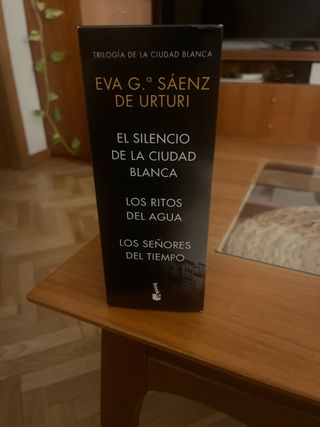 TRILOGÍA DE LA CIUDAD BLANCA
EVA G.ª SÁENZ
DE URTURI
EL SILENCIO
DE LA CIUDAD
BLANCA
LOS RITOS
DEL AGUA
LOS SEÑORES
DEL TIEMPO
Booket